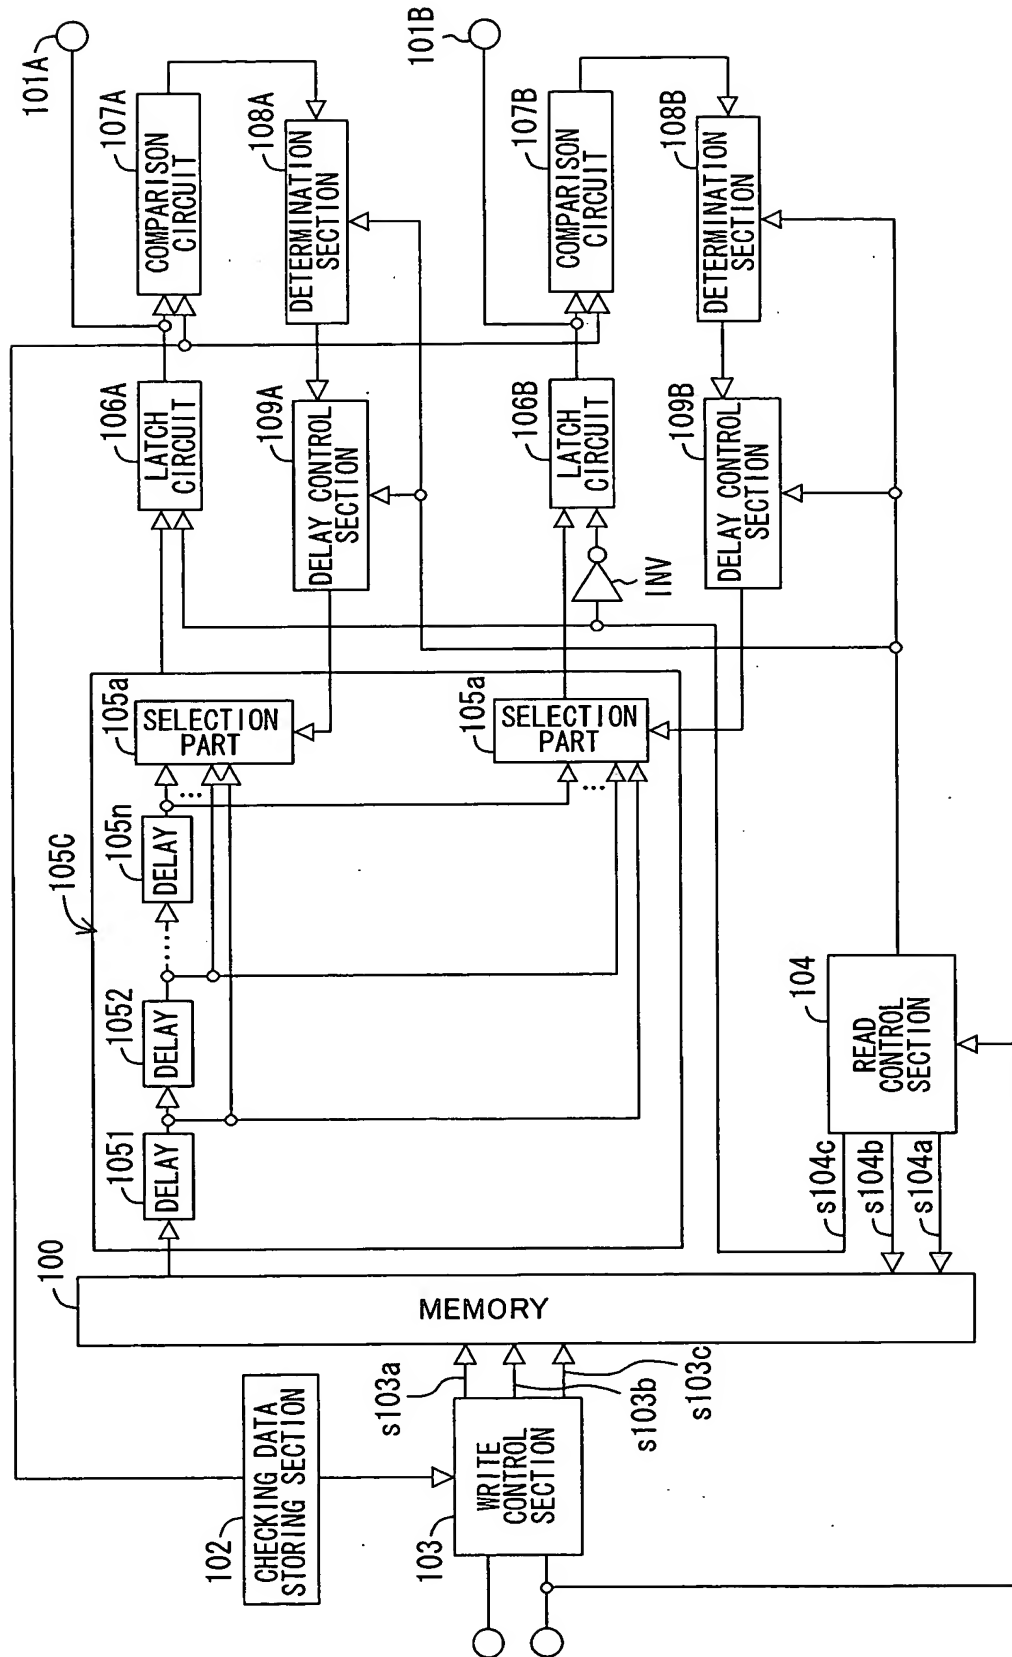 101A
107A
COMPARISON
CIRCUIT
108A
DETERMINATION
SECTION
106A
LATCH
CIRCUIT
109A
DELAY CONTROL
SECTION
101B
107B
COMPARISON
CIRCUIT
108B
DETERMINATION
SECTION
106B
LATCH
CIRCUIT
INV
109B
DELAY CONTROL
SECTION
105C
105a
SELECTION
PART
105a
SELECTION
PART
...
...
105n
DELAY
.....
1052
DELAY
1051
DELAY
104
READ
CONTROL
SECTION
s104c
s104b
s104a
100
MEMORY
s103a
s103b
s103c
102
CHECKING DATA
STORING SECTION
103
WRITE
CONTROL
SECTION